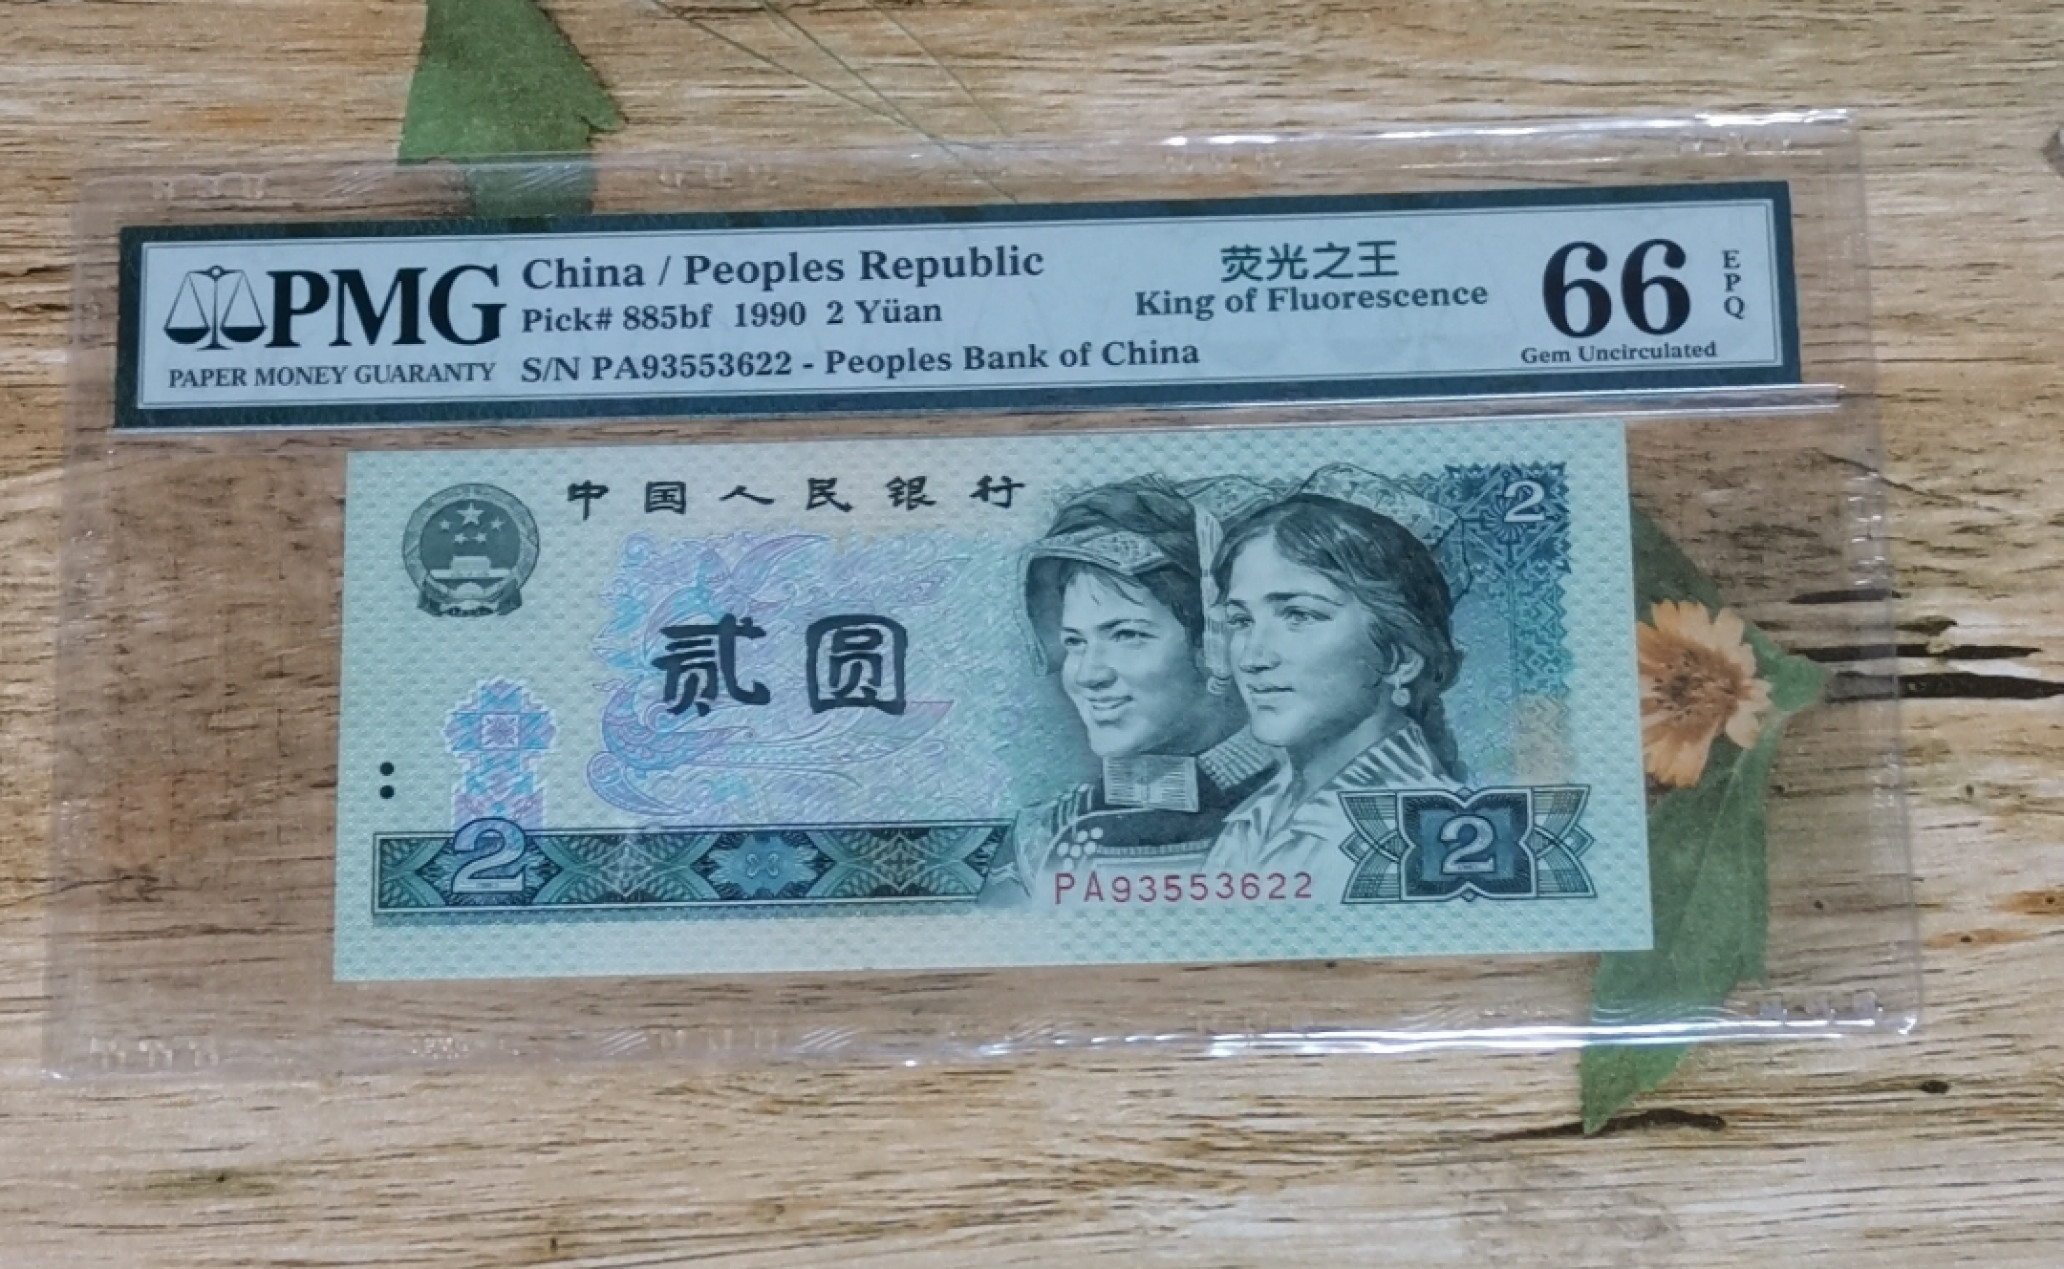 PMG
PAPER MONEY GUARANTY
China / Peoples Republic
Pick# 885bf 1990 2 Yüan
S/N PA93553622 - Peoples Bank of China
荧光之王
King of Fluorescence
66
EPQ
Gem Uncirculated
中国人民银行
2
贰圆
2
2
PA93553622